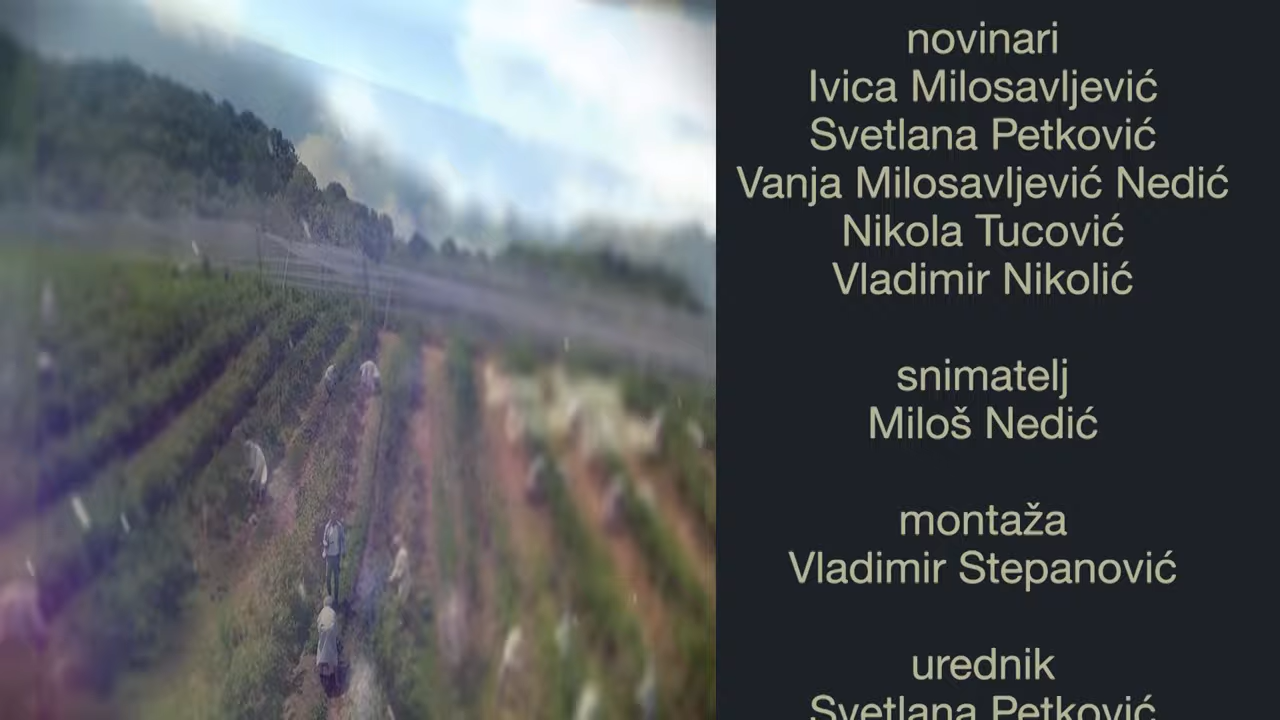 novinari
Ivica Milosavljević
Svetlana Petković
Vanja Milosavljević Nedić
Nikola Tucović
Vladimir Nikolić
snimatelj
Miloš Nedić
montaža
Vladimir Stepanović
urednik
Svetlana Petković